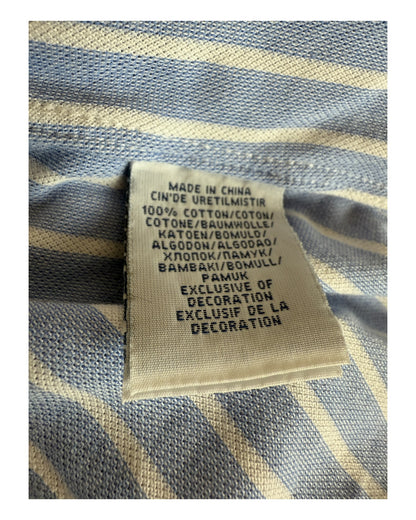 MADE IN CHINA
CIN'DE URETILMISTIR
100% COTTON/COTON/
COTONE/BAUMWOLLE/
KATOEN/BOMULD/
ALGODON/ALGODAO/
ХЛОПОК/ПАМУК/
BAMBAKI/BOMULL/
PAMUK
EXCLUSIVE OF
DECORATION
EXCLUSIF DE LA
DECORATION